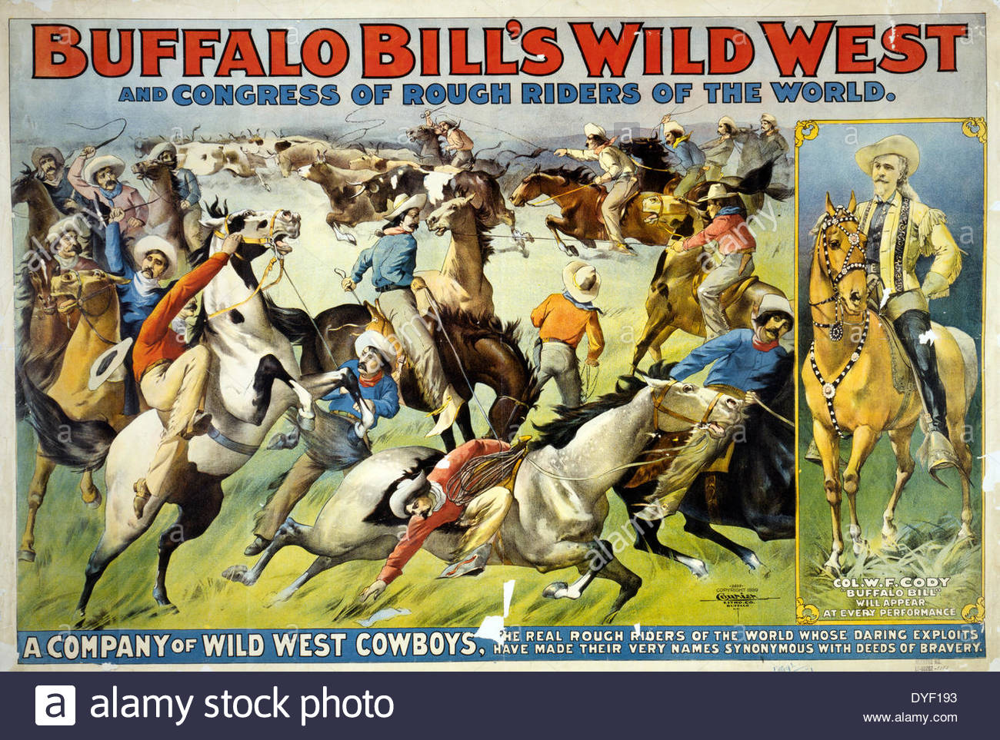 BUFFALO BILL'S WILD WEST
AND CONGRESS OF ROUGH RIDERS OF THE WORLD.
COL. W. F. CODY
"BUFFALO BILL"
WILL APPEAR
AT EVERY PERFORMANCE
COPYRIGHT 1899
COURIER
LITHO. CO.
BUFFALO
A COMPANY OF WILD WEST COWBOYS,
HE REAL ROUGH RIDERS OF THE WORLD WHOSE DARING EXPLOITS
HAVE MADE THEIR VERY NAMES SYNONYMOUS WITH DEEDS OF BRAVERY.
alamy
a alamy stock photo
DYF193
www.alamy.com